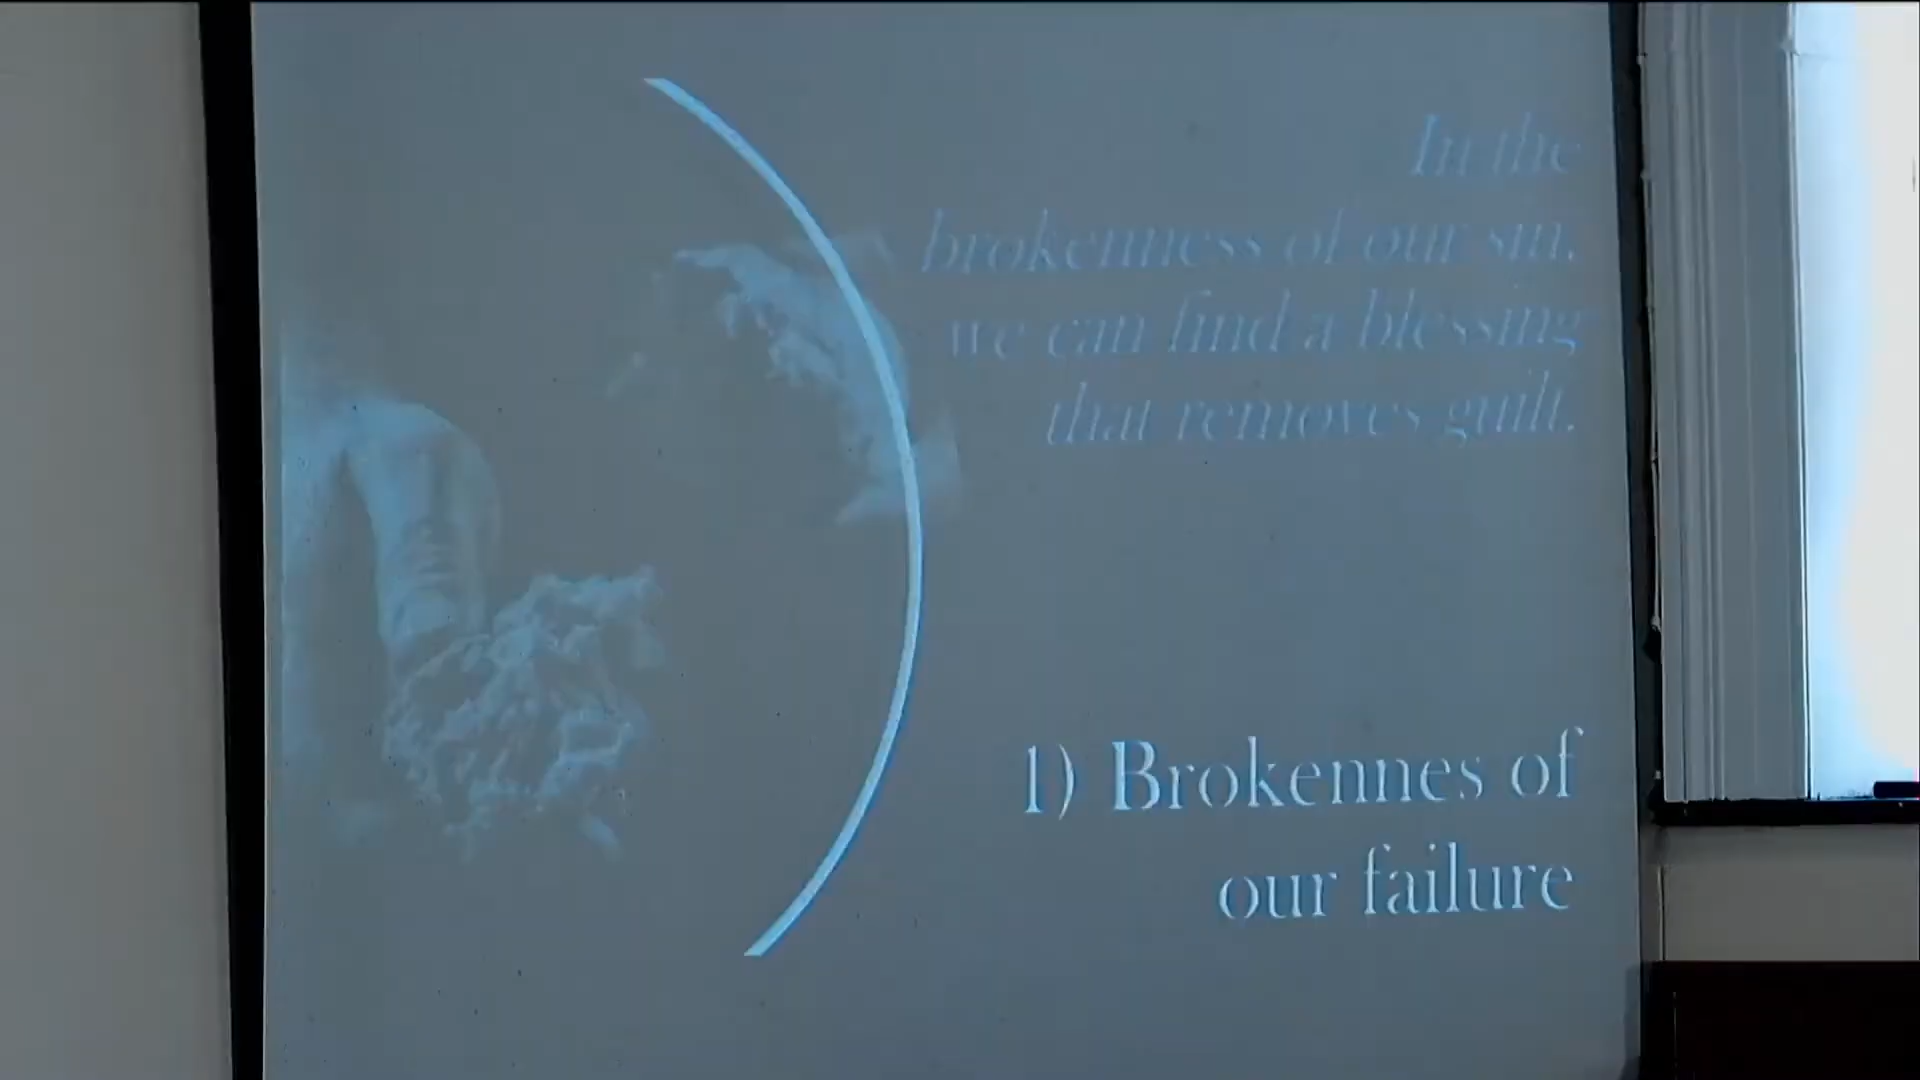 In the
brokenness of our sin,
we can find a blessing
that removes guilt.
1) Brokennes of
our failure